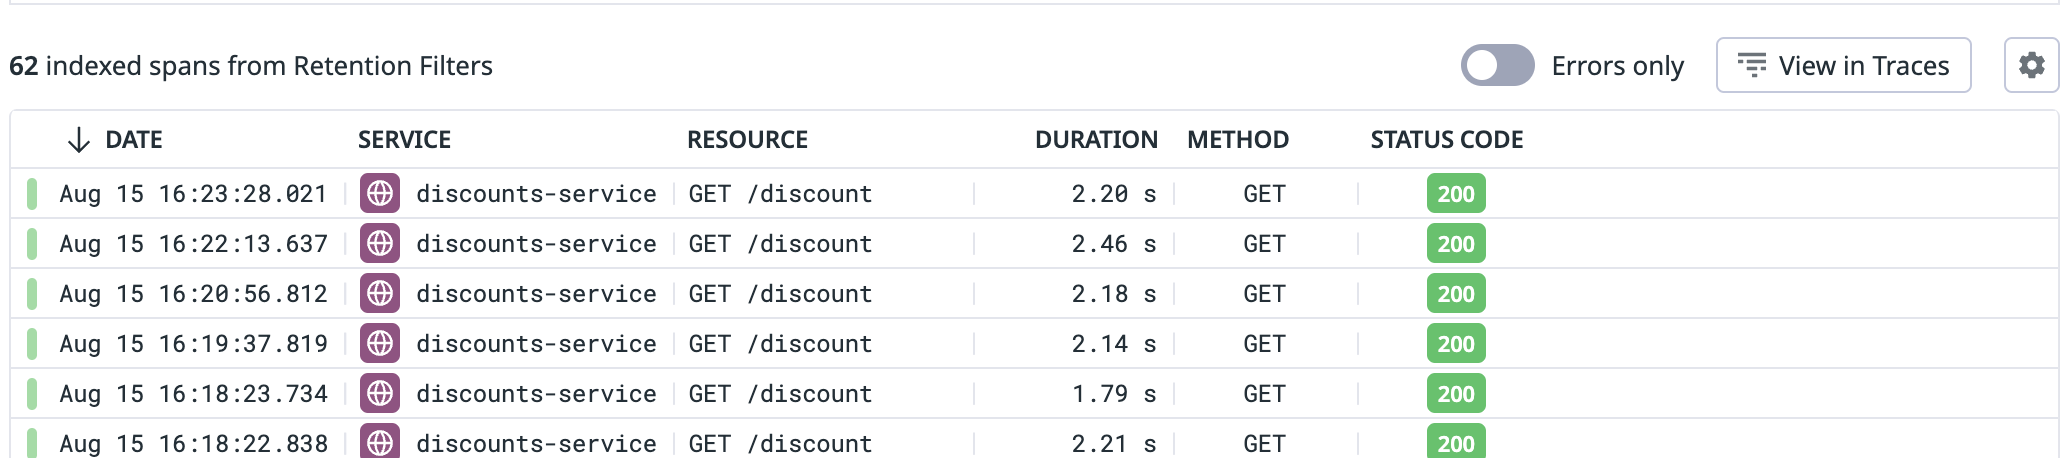 62 indexed spans from Retention Filters Errors only View in Traces
DATE SERVICE RESOURCE DURATION METHOD STATUS CODE
Aug 15 16:23:28.021 discounts-service GET /discount 2.20 s GET 200
Aug 15 16:22:13.637 discounts-service GET /discount 2.46 s GET 200
Aug 15 16:20:56.812 discounts-service GET /discount 2.18 s GET 200
Aug 15 16:19:37.819 discounts-service GET /discount 2.14 s GET 200
Aug 15 16:18:23.734 discounts-service GET /discount 1.79 s GET 200
Aug 15 16:18:22.838 discounts-service GET /discount 2.21 s GET 200